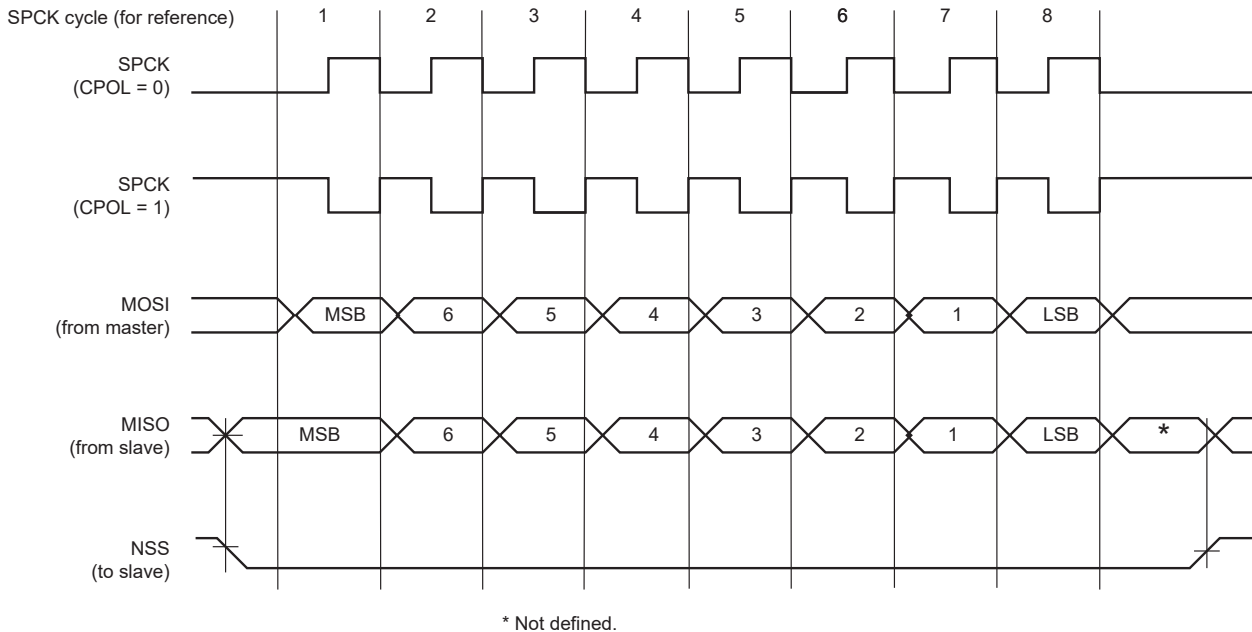 SPCK cycle (for reference) 1 2 3 4 5 6 7 8
SPCK
(CPOL = 0)
SPCK
(CPOL = 1)
MOSI
(from master)
MSB 6 5 4 3 2 1 LSB
MISO
(from slave)
MSB 6 5 4 3 2 1 LSB *
NSS
(to slave)
* Not defined.